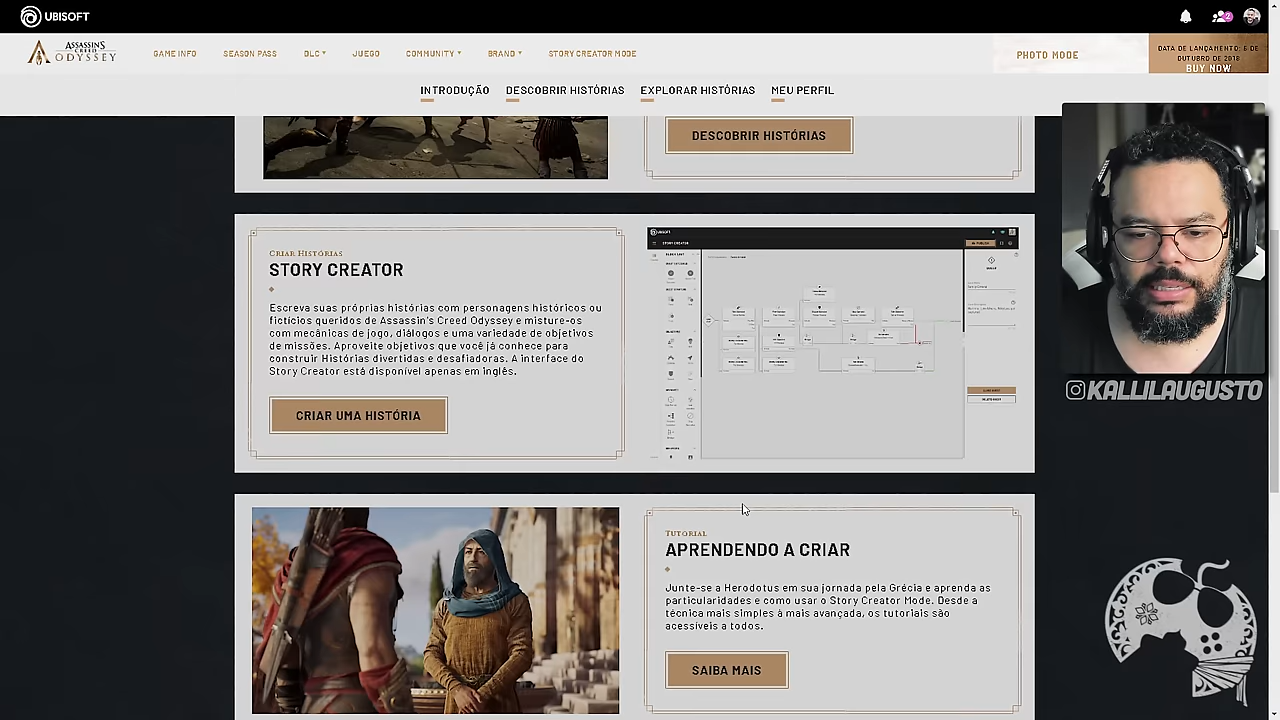 UBISOFT
2
ASSASSIN'S
CREED
ODYSSEY
GAME INFO
SEASON PASS
DLC
JUEGO
COMMUNITY
BRAND
STORY CREATOR MODE
PHOTO MODE
DATA DE LANÇAMENTO: 5 DE
OUTUBRO DE 2018
BUY NOW
INTRODUÇÃO
DESCOBRIR HISTÓRIAS
EXPLORAR HISTÓRIAS
MEU PERFIL
DESCOBRIR HISTÓRIAS
CRIAR HISTÓRIAS
STORY CREATOR
Escreva suas próprias histórias com personagens históricos ou
fictícios queridos de Assassin's Creed Odyssey e misture-os
com mecânicas de jogo, diálogos e uma variedade de objetivos
de missões. Aproveite objetivos que você já conhece para
construir Histórias divertidas e desafiadoras. A interface do
Story Creator está disponível apenas em inglês.
CRIAR UMA HISTÓRIA
UBISOFT
STORY CREATOR
KALLILAUGUSTO
TUTORIAL
APRENDENDO A CRIAR
Junte-se a Herodotus em sua jornada pela Grécia e aprenda as
particularidades e como usar o Story Creator Mode. Desde a
técnica mais simples à mais avançada, os tutoriais são
acessíveis a todos.
SAIBA MAIS